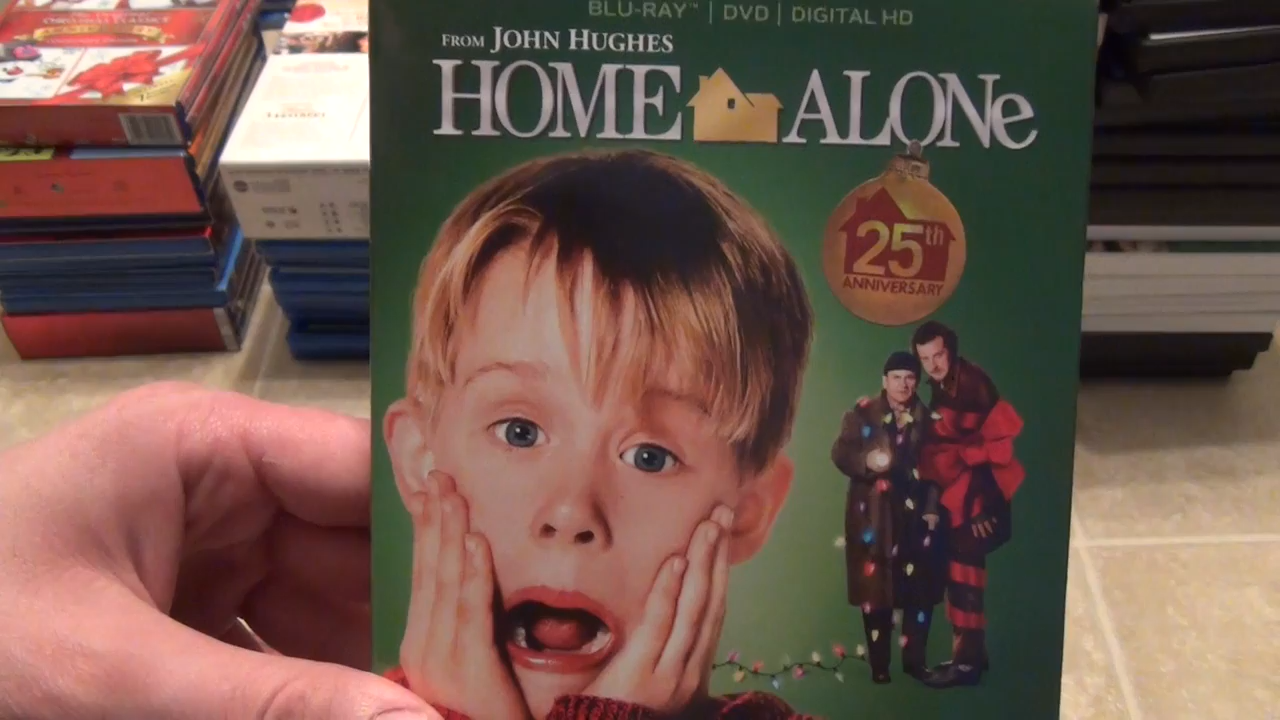 BLU-RAY™ | DVD | DIGITAL HD
FROM JOHN HUGHES
HOME ALONe
25th
ANNIVERSARY